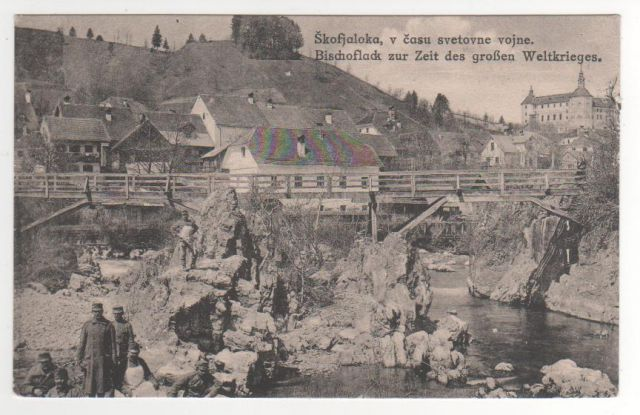 Škofjaloka, v času svetovne vojne.
Bischoflack zur Zeit des großen Weltkrieges.